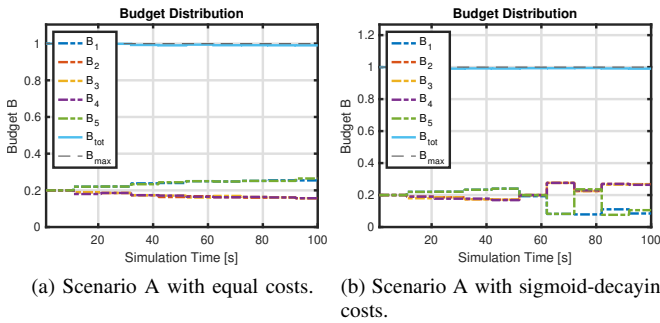 Budget Distribution
1
0.8
0.6
0.4
0.2
Budget B
B1
B2
B3
B4
B5
Btot
Bmax
20 40 60 80 100
Simulation Time [s]
(a) Scenario A with equal costs.
Budget Distribution
1.2
1
0.8
0.6
0.4
0.2
0
Budget B
B1
B2
B3
B4
B5
Btot
Bmax
20 40 60 80 100
Simulation Time [s]
(b) Scenario A with sigmoid-decayin
costs.